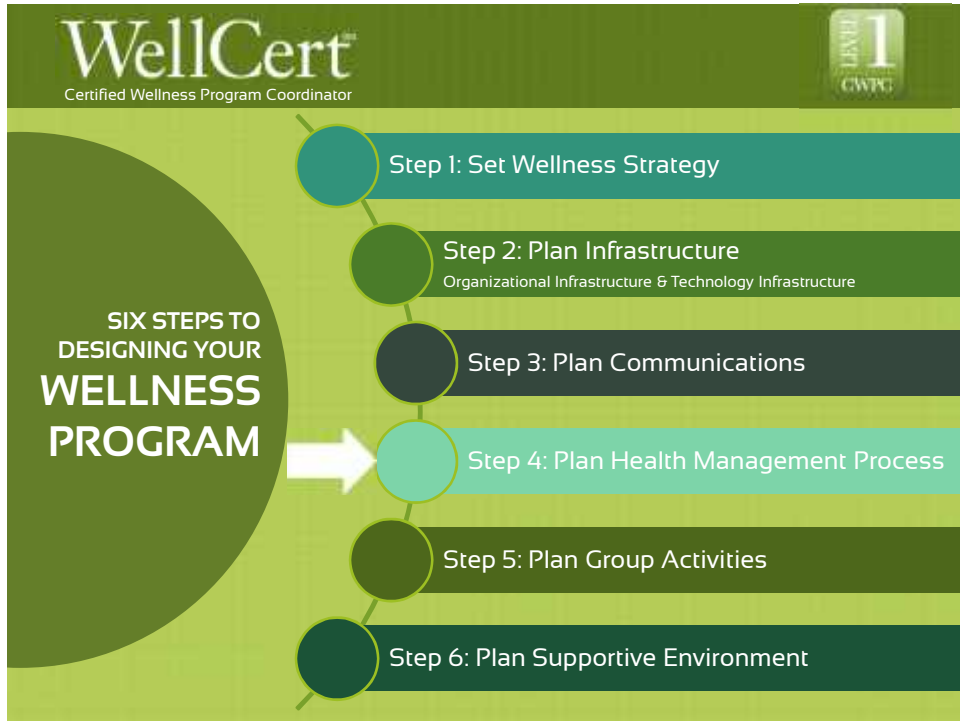 WellCert
Certified Wellness Program Coordinator
LEVEL 1
CWPC
SIX STEPS TO
DESIGNING YOUR
WELLNESS
PROGRAM
Step 1: Set Wellness Strategy
Step 2: Plan Infrastructure
Organizational Infrastructure & Technology Infrastructure
Step 3: Plan Communications
Step 4: Plan Health Management Process
Step 5: Plan Group Activities
Step 6: Plan Supportive Environment